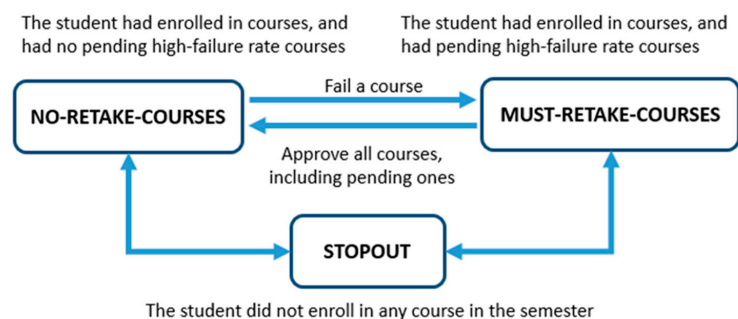 The student had enrolled in courses, and
had no pending high-failure rate courses
The student had enrolled in courses, and
had pending high-failure rate courses
NO-RETAKE-COURSES
Fail a course
MUST-RETAKE-COURSES
Approve all courses,
including pending ones
STOPOUT
The student did not enroll in any course in the semester